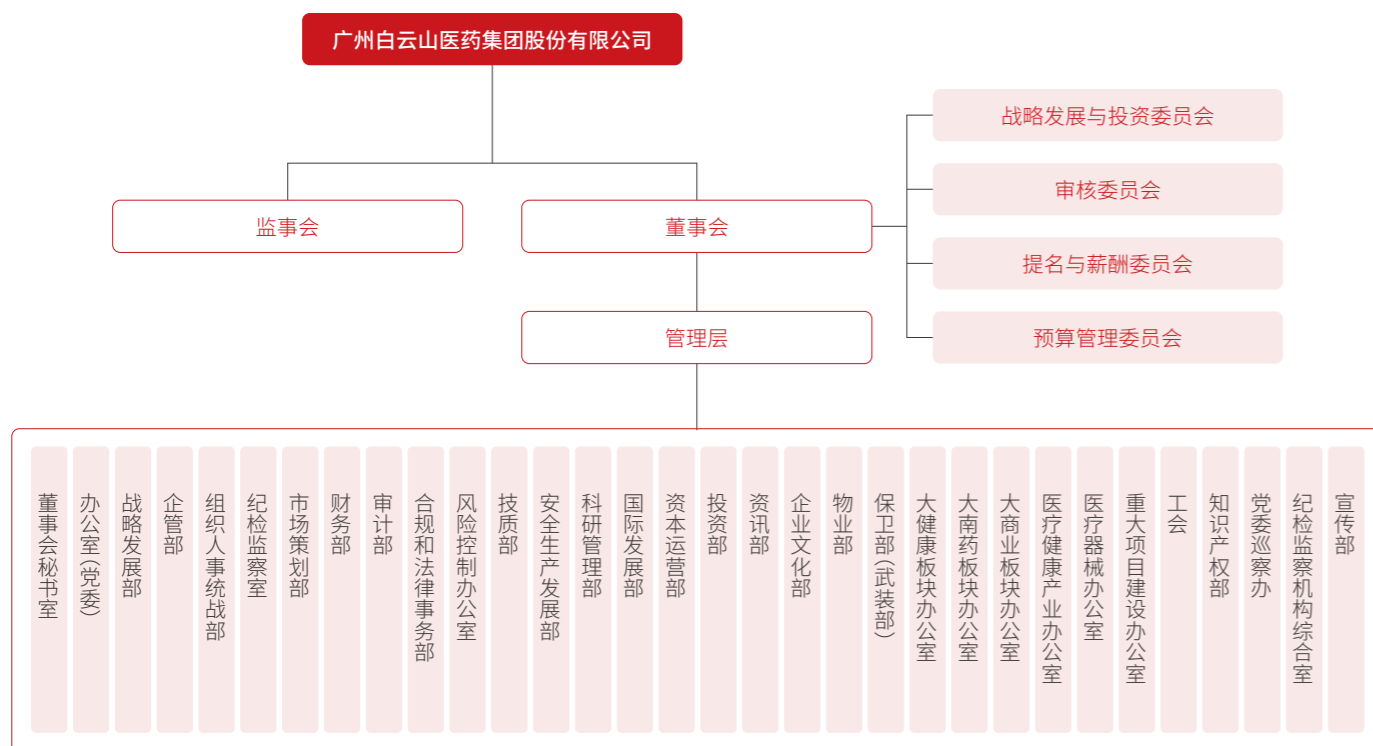 广州白云山医药集团股份有限公司
战略发展与投资委员会
审核委员会
监事会
董事会
提名与薪酬委员会
管理层
预算管理委员会
董事会秘书室
办公室(党委)
战略发展部
企管部
组织人事统战部
纪检监察室
市场策划部
财务部
审计部
合规和法律事务部
风险控制办公室
技质部
安全生产发展部
科研管理部
国际发展部
资本运营部
投资部
资讯部
企业文化部
物业部
保卫部(武装部)
大健康板块办公室
大南药板块办公室
大商业板块办公室
医疗健康产业办公室
医疗器械办公室
重大项目建设办公室
工会
知识产权部
党委巡察办
纪检监察机构综合室
宣传部